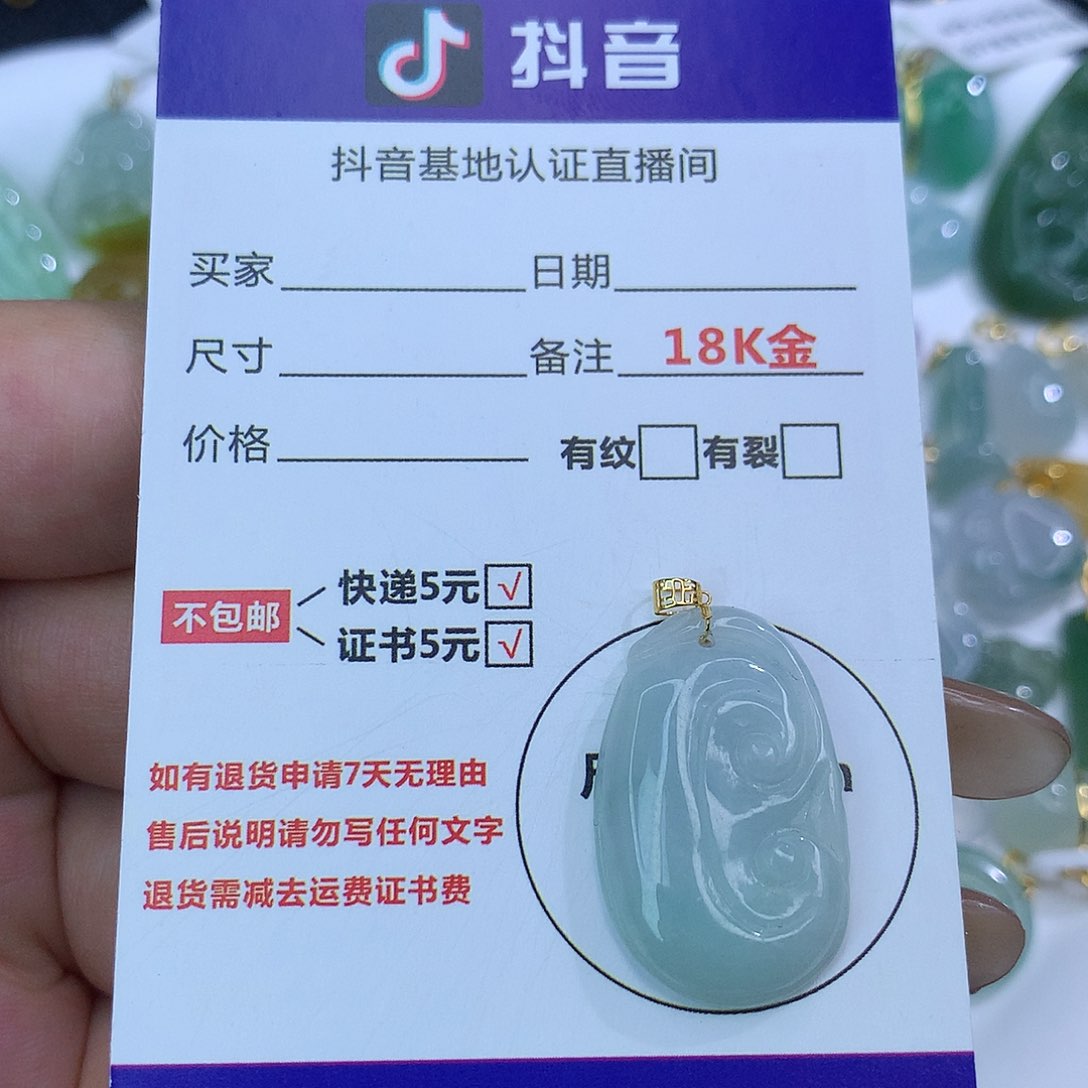 抖音
抖音基地认证直播间
买家 日期
尺寸 备注 18K金
价格 有纹 有裂
不包邮
快递5元 √
证书5元 √
如有退货申请7天无理由
售后说明请勿写任何文字
退货需减去运费证书费